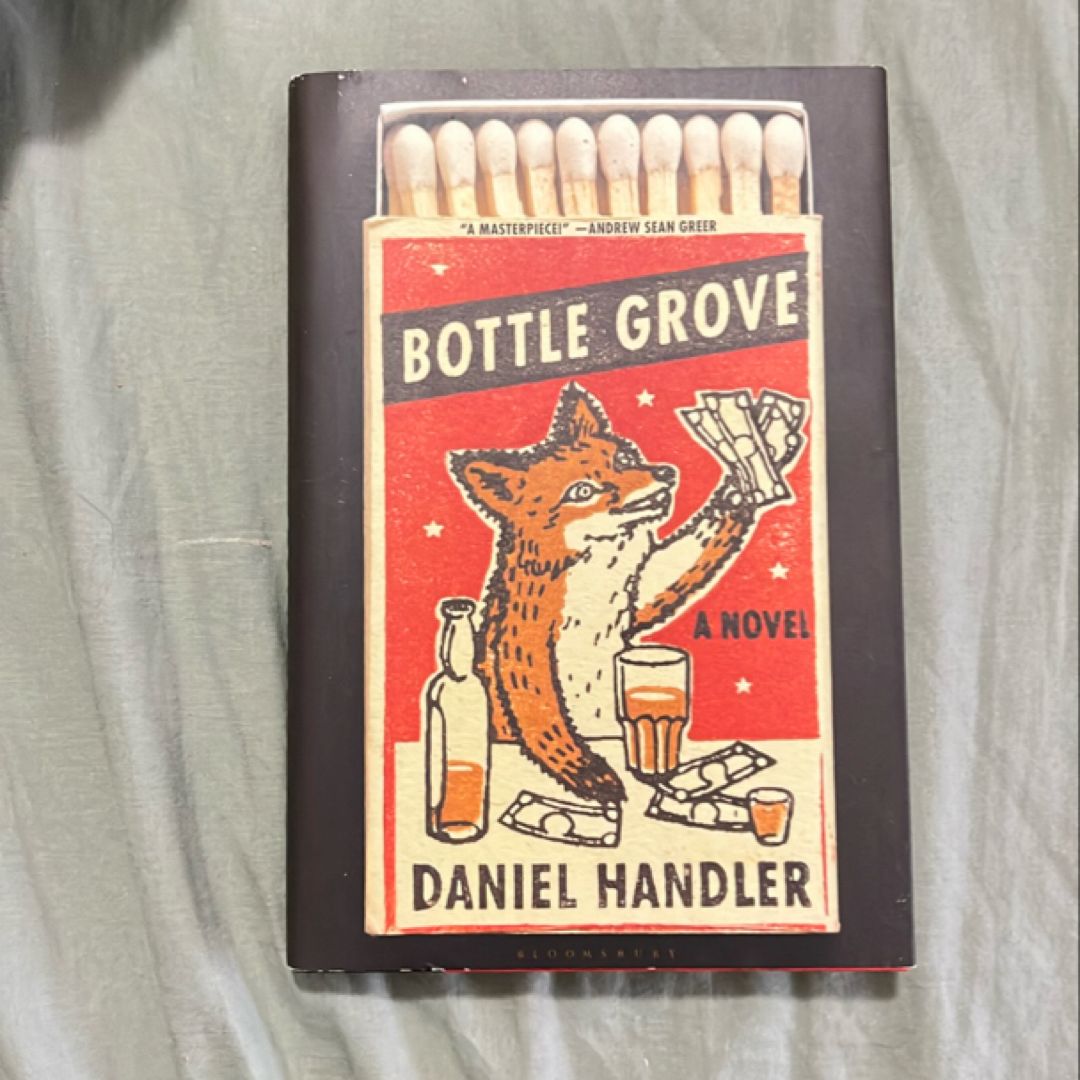 "A MASTERPIECE!" —ANDREW SEAN GREER
BOTTLE GROVE
A NOVEL
DANIEL HANDLER
BLOOMSBURY